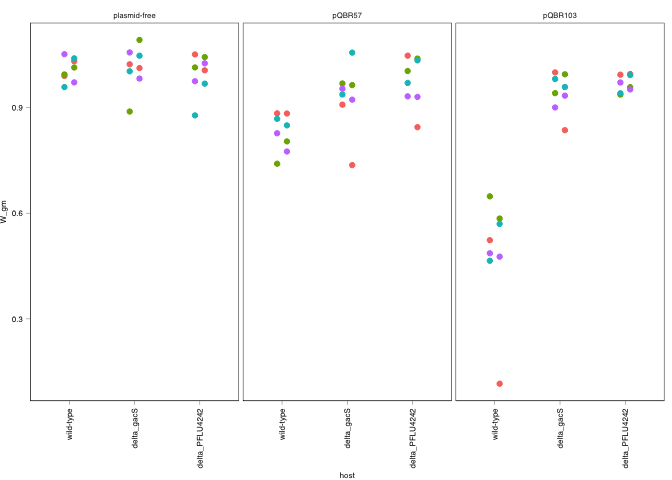 plasmid-free
pQBR57
pQBR103
W_gm
0.9
0.6
0.3
wild-type
delta_gacS
delta_PFLU4242
wild-type
delta_gacS
delta_PFLU4242
wild-type
delta_gacS
delta_PFLU4242
host